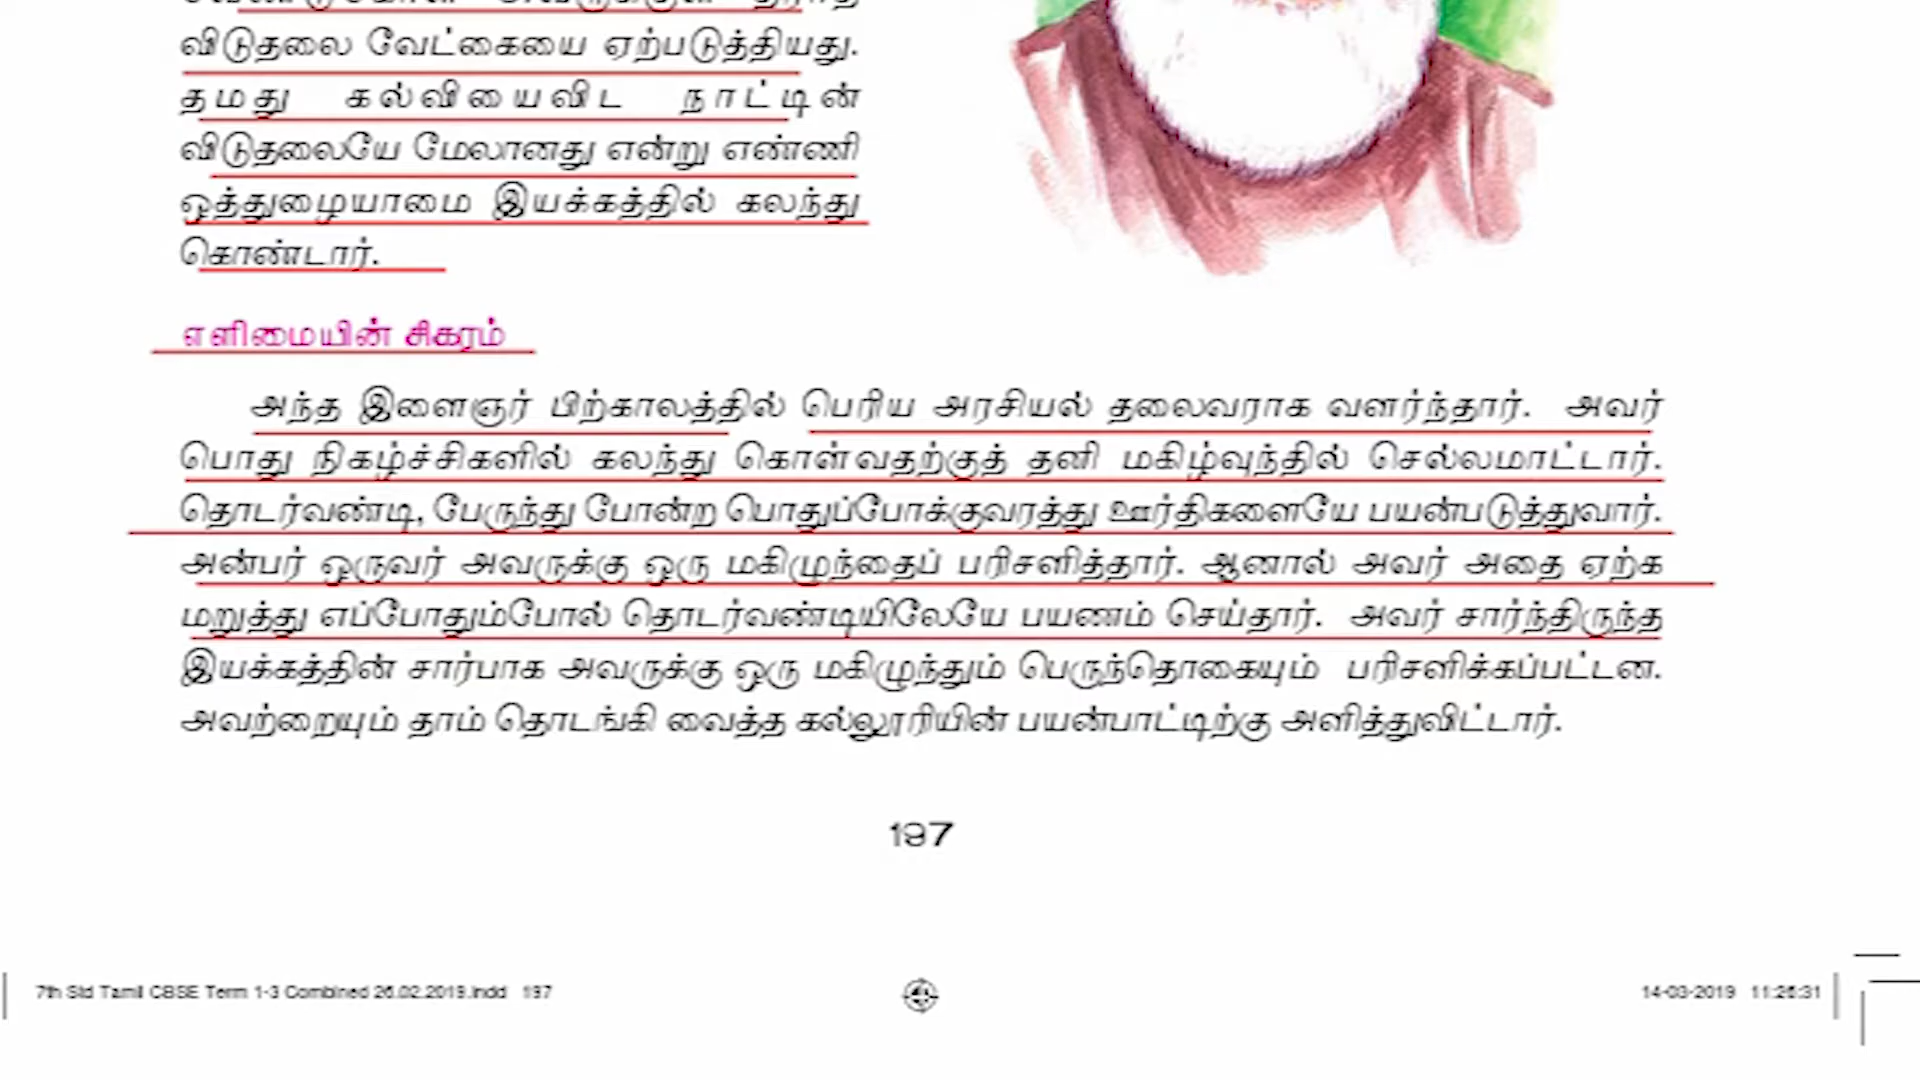 விடுதலை வேட்கையை ஏற்படுத்தியது.
தமது கல்வியைவிட நாட்டின்
விடுதலையே மேலானது என்று எண்ணி
ஒத்துழையாமை இயக்கத்தில் கலந்து
கொண்டார்.
எளிமையின் சிகரம்
அந்த இளைஞர் பிற்காலத்தில் பெரிய அரசியல் தலைவராக வளர்ந்தார். அவர்
பொது நிகழ்ச்சிகளில் கலந்து கொள்வதற்குத் தனி மகிழ்வுந்தில் செல்லமாட்டார்.
தொடர்வண்டி, பேருந்து போன்ற பொதுப்போக்குவரத்து ஊர்திகளையே பயன்படுத்துவார்.
அன்பர் ஒருவர் அவருக்கு ஒரு மகிழுந்தைப் பரிசளித்தார். ஆனால் அவர் அதை ஏற்க
மறுத்து எப்போதும்போல் தொடர்வண்டியிலேயே பயணம் செய்தார். அவர் சார்ந்திருந்த
இயக்கத்தின் சார்பாக அவருக்கு ஒரு மகிழுந்தும் பெருந்தொகையும் பரிசளிக்கப்பட்டன.
அவற்றையும் தாம் தொடங்கி வைத்த கல்லூரியின் பயன்பாட்டிற்கு அளித்துவிட்டார்.
197
7th Std Tamil CBSE Term 1-3 Combined 26.02.2019.indd 197
14-03-2019 11:26:31